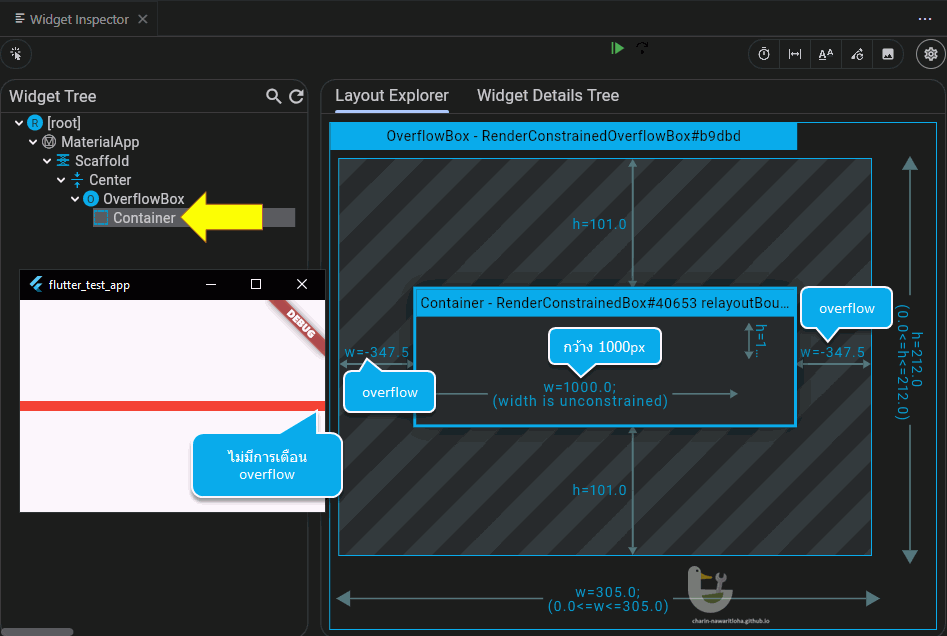 Widget Inspector
Widget Tree
Layout Explorer
Widget Details Tree
R [root]
M MaterialApp
Scaffold
Center
O OverflowBox
Container
flutter_test_app
DEBUG
ไม่มีการเตือน
overflow
OverflowBox - RenderConstrainedOverflowBox#b9dbd
h=101.0
Container - RenderConstrainedBox#40653 relayoutBou...
h=1...
กว้าง 1000px
w=-347.5
overflow
w=1000.0;
(width is unconstrained)
overflow
w=-347.5
h=212.0
(0.0<=h<=212.0)
h=101.0
w=305.0;
(0.0<=w<=305.0)
charin-nawaritloha.github.io